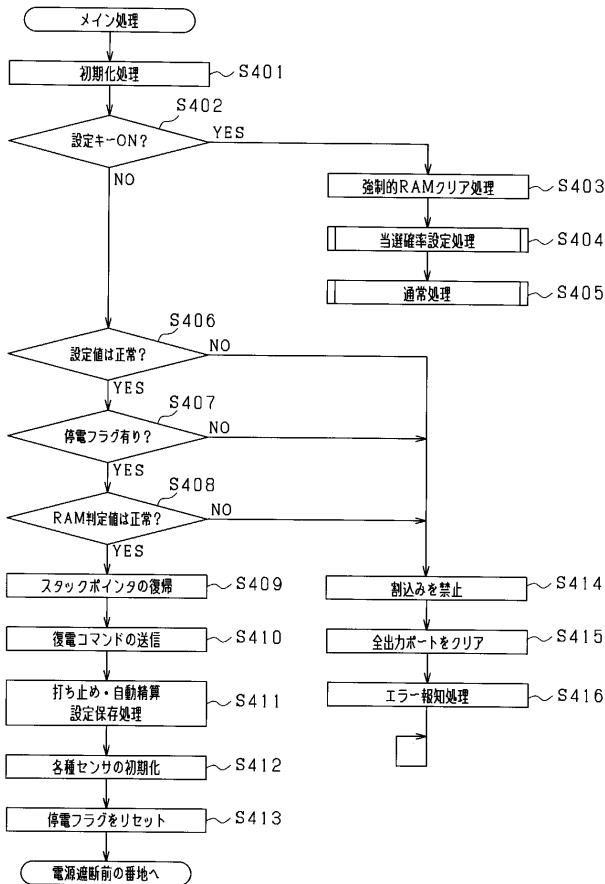 メイン処理
初期化処理
S401
S402
設定キーON?
YES
NO
強制的RAMクリア処理
S403
当選確率設定処理
S404
通常処理
S405
S406
設定値は正常?
NO
YES
S407
停電フラグ有り?
NO
YES
S408
RAM判定値は正常?
NO
YES
スタックポインタの復帰
S409
復電コマンドの送信
S410
打ち止め・自動精算
設定保存処理
S411
各種センサの初期化
S412
停電フラグをリセット
S413
電源遮断前の番地へ
割込みを禁止
S414
全出力ポートをクリア
S415
エラー報知処理
S416